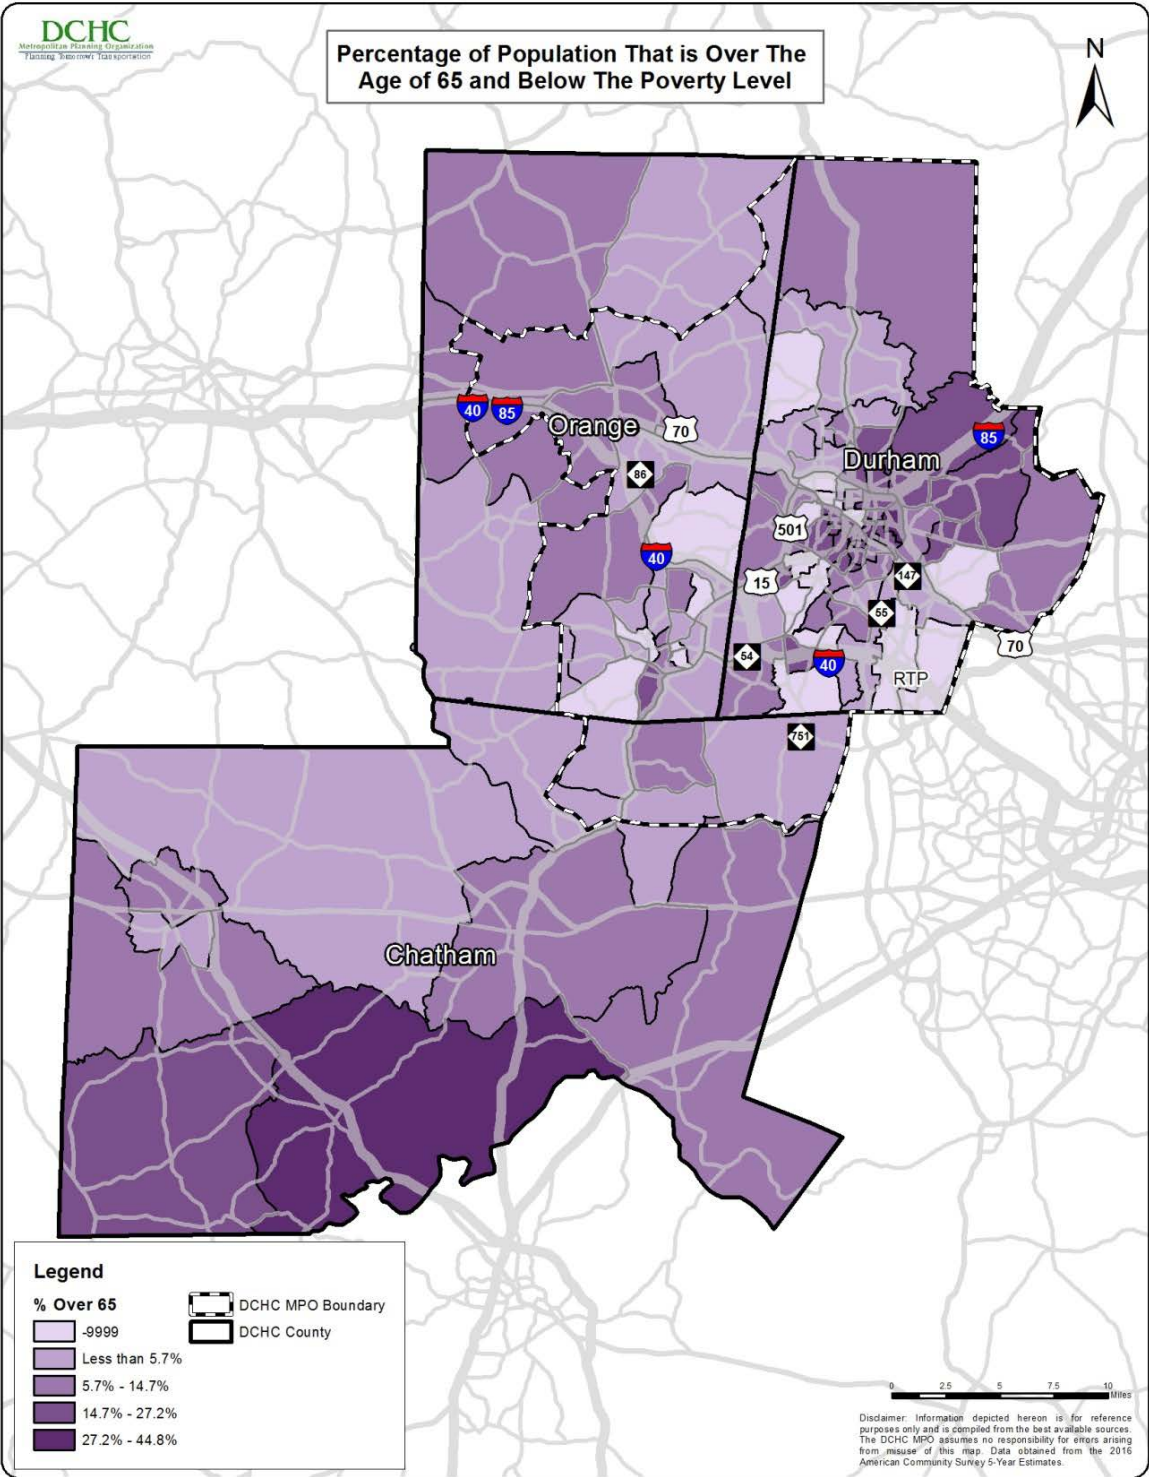 DCHC
Metropolitan Planning Organization
Planning Tomorrow's Transportation
Percentage of Population That is Over The
Age of 65 and Below The Poverty Level
N
40
85
Orange
70
85
Durham
86
501
40
15
147
55
54
40
70
RTP
751
Chatham
Legend
% Over 65
-9999
Less than 5.7%
5.7% - 14.7%
14.7% - 27.2%
27.2% - 44.8%
DCHC MPO Boundary
DCHC County
0 2.5 5 7.5 10
Miles
Disclaimer: Information depicted hereon is for reference
purposes only and is compiled from the best available sources.
The DCHC MPO assumes no responsibility for errors arising
from misuse of this map. Data obtained from the 2016
American Community Survey 5-Year Estimates.